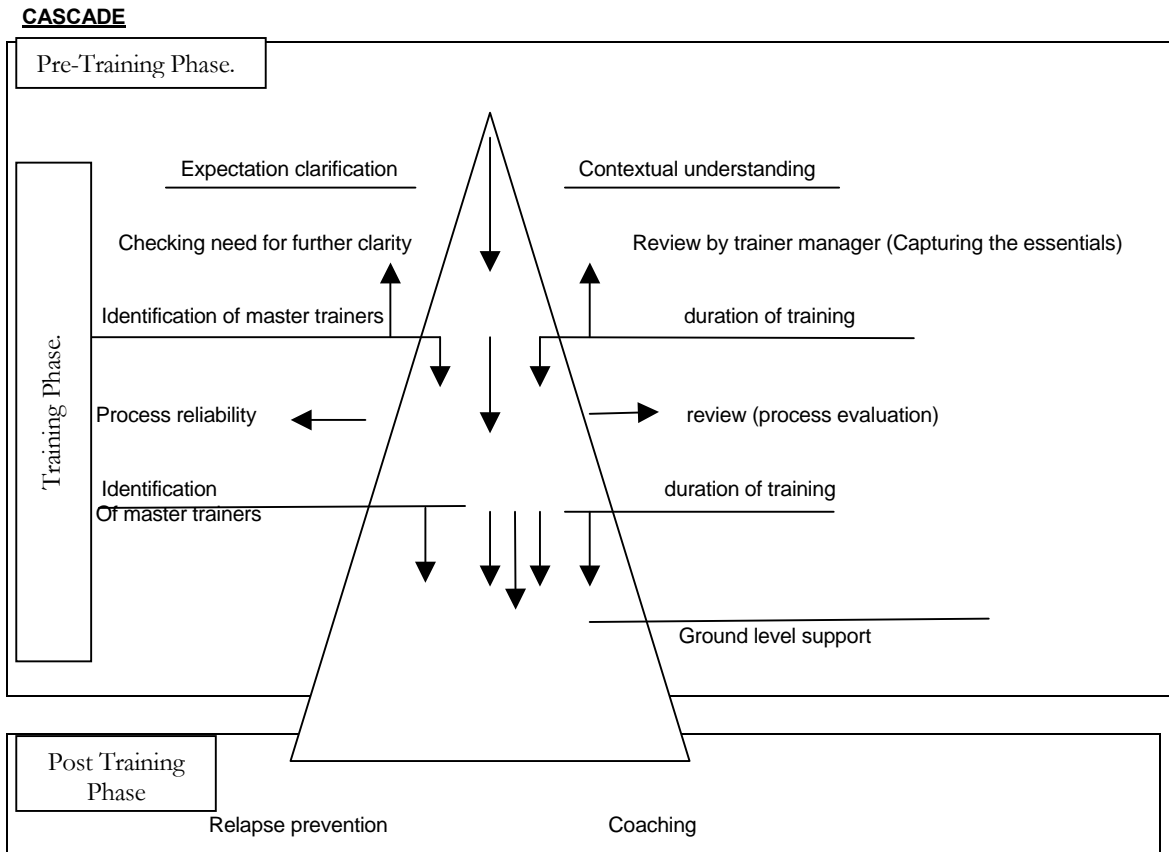 CASCADE
Pre-Training Phase.
Expectation clarification
Contextual understanding
Checking need for further clarity
Review by trainer manager (Capturing the essentials)
Identification of master trainers
duration of training
Training Phase.
Process reliability
review (process evaluation)
Identification
Of master trainers
duration of training
Ground level support
Post Training
Phase
Relapse prevention
Coaching